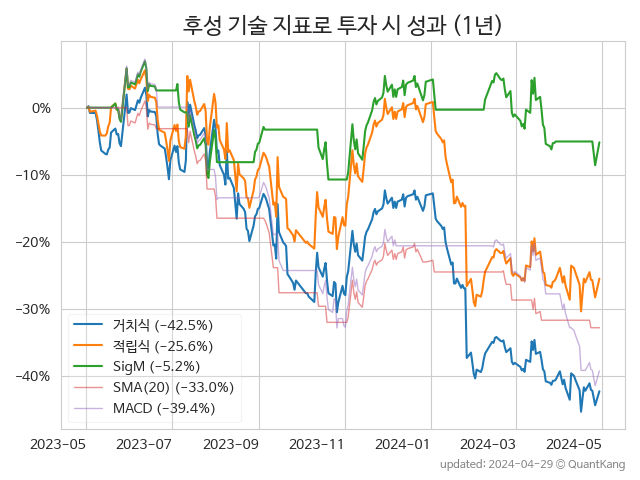 후성 기술 지표로 투자 시 성과 (1년)
0%
−10%
−20%
−30%
−40%
거치식 (−42.5%)
적립식 (−25.6%)
SigM (−5.2%)
SMA(20) (−33.0%)
MACD (−39.4%)
2023-05 2023-07 2023-09 2023-11 2024-01 2024-03 2024-05
updated: 2024-04-29 © QuantKang